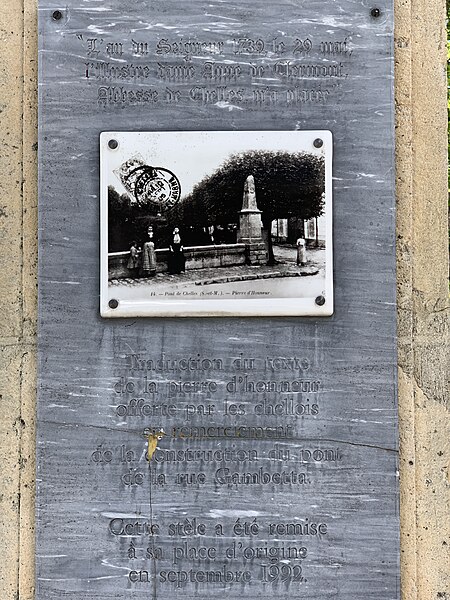 "L'an du Seigneur 1739 le 29 mai,
l'illustre dame Anne de Clermont,
Abbesse de Chelles m'a placé"
14. — Pont de Chelles (S.-et-M.). — Pierre d'Honneur.
Traduction du texte
de la pierre d'honneur
offerte par les chellois
en remerciement
de la construction du pont
de la rue Gambetta.
Cette stèle a été remise
à sa place d'origine
en septembre 1992.